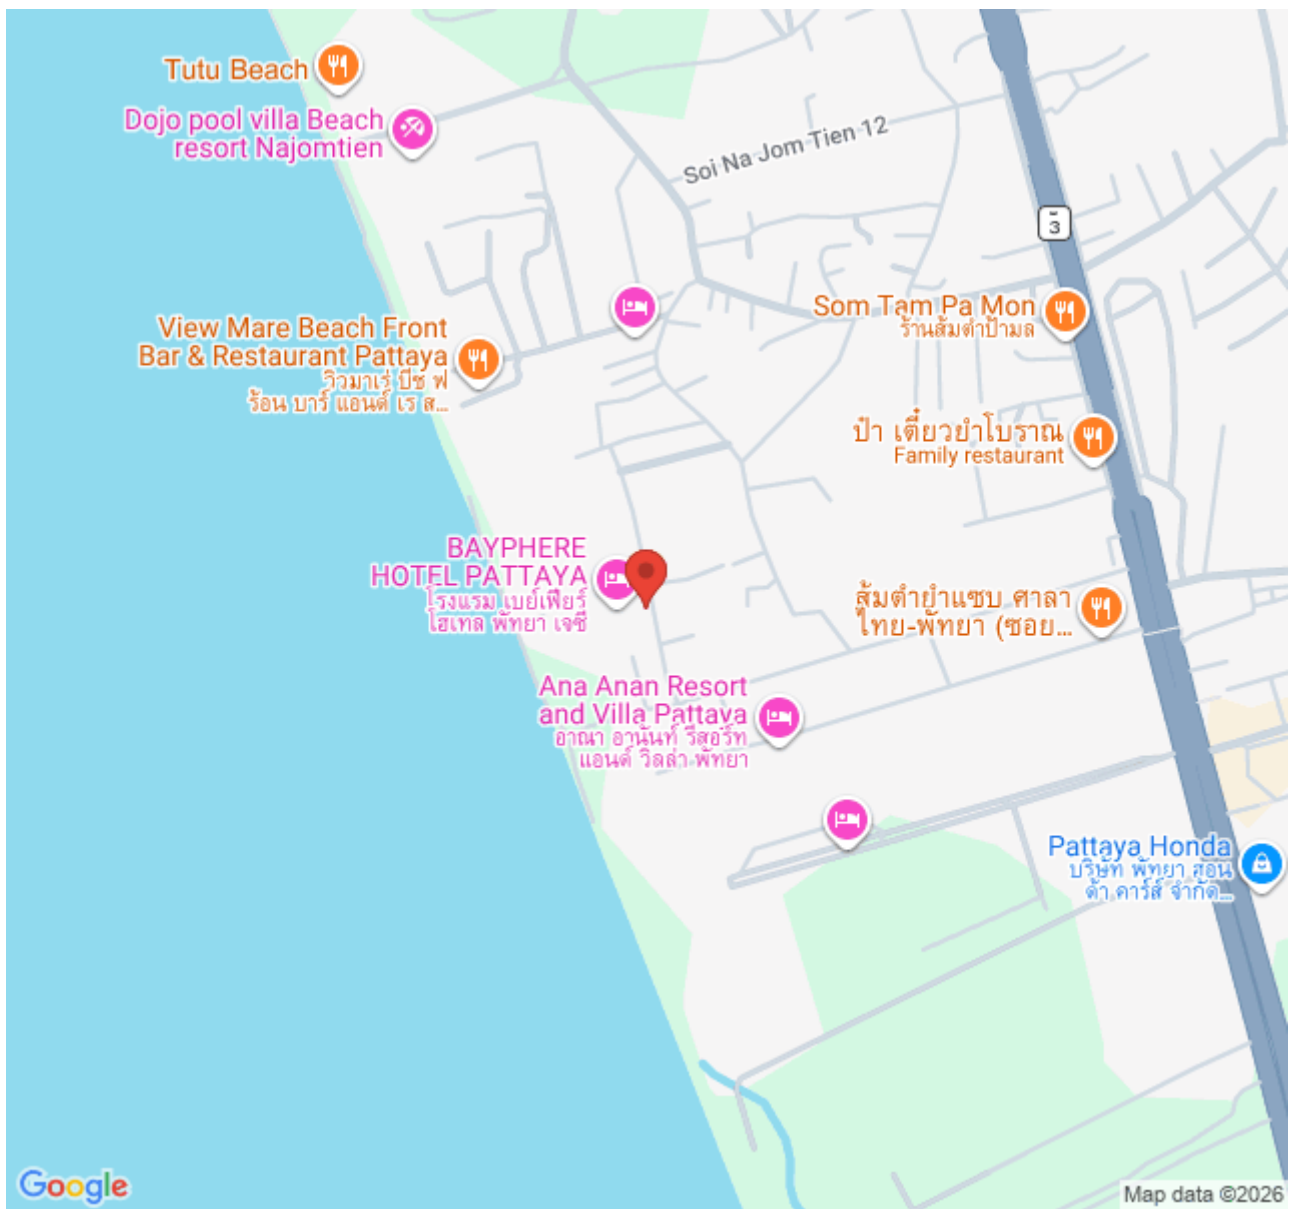 Tutu Beach
Dojo pool villa Beach
resort Najomtien
Soi Na Jom Tien 12
3
Som Tam Pa Mon
ร้านส้มตำป้ามล
View Mare Beach Front
Bar & Restaurant Pattaya
วิวมาเร่ บีช ฟ
ร้อน บาร์ แอนด์ เร ส...
ป๋า เตี๋ยวยำโบราณ
Family restaurant
BAYPHERE
HOTEL PATTAYA
โรงแรม เบย์เฟียร์
โฮเทล พัทยา เจซี
ส้มตำยำแซบ ศาลา
ไทย-พัทยา (ซอย...
Ana Anan Resort
and Villa Pattaya
อาณา อานันท์ รีสอร์ท
แอนด์ วิลล่า พัทยา
Pattaya Honda
บริษัท พัทยา ฮอน
ด้า คาร์ส์ จำกัด...
Google
Map data ©2026